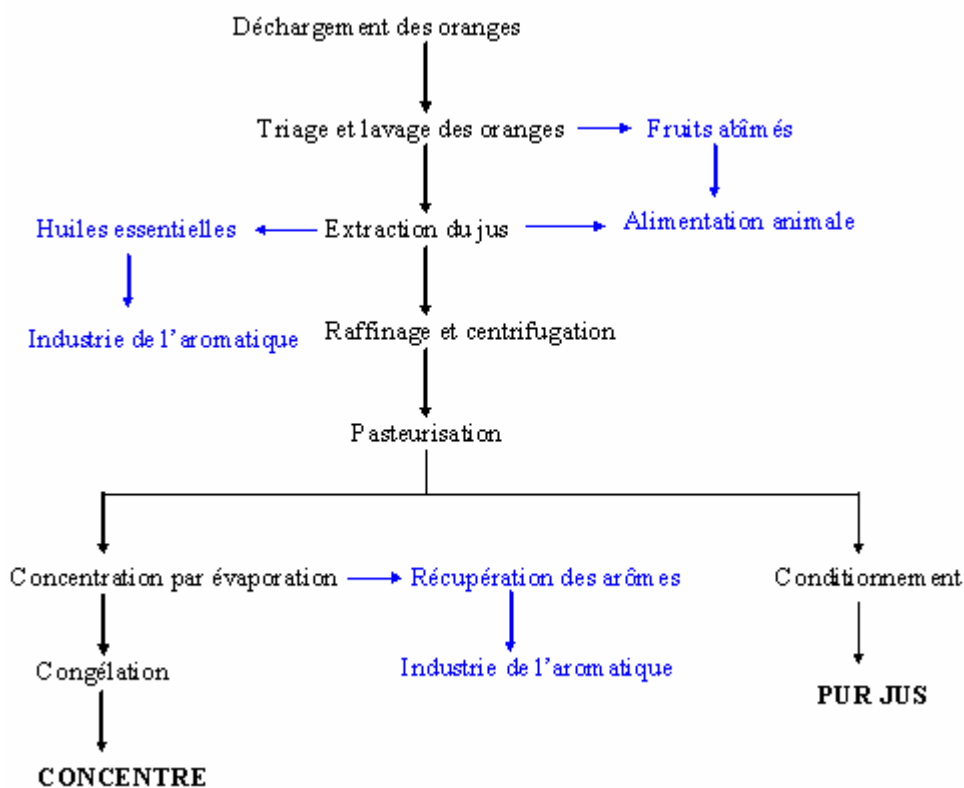 Déchargement des oranges
Triage et lavage des oranges
Fruits abîmés
Huiles essentielles
Extraction du jus
Alimentation animale
Industrie de l'aromatique
Raffinage et centrifugation
Pasteurisation
Concentration par évaporation
Récupération des arômes
Conditionnement
Congélation
Industrie de l'aromatique
PUR JUS
CONCENTRE